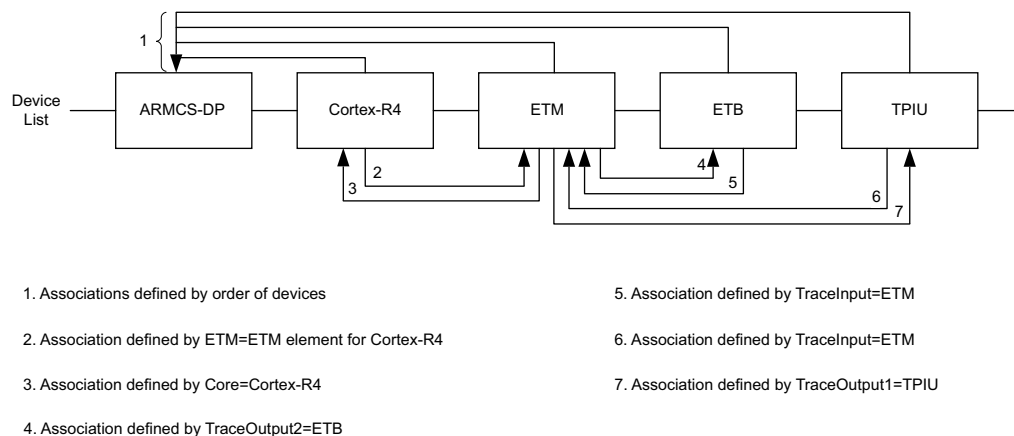 1
Device
List
ARMCS-DP
Cortex-R4
ETM
ETB
TPIU
2
3
4
5
6
7
1. Associations defined by order of devices
2. Association defined by ETM=ETM element for Cortex-R4
3. Association defined by Core=Cortex-R4
4. Association defined by TraceOutput2=ETB
5. Association defined by TraceInput=ETM
6. Association defined by TraceInput=ETM
7. Association defined by TraceOutput1=TPIU